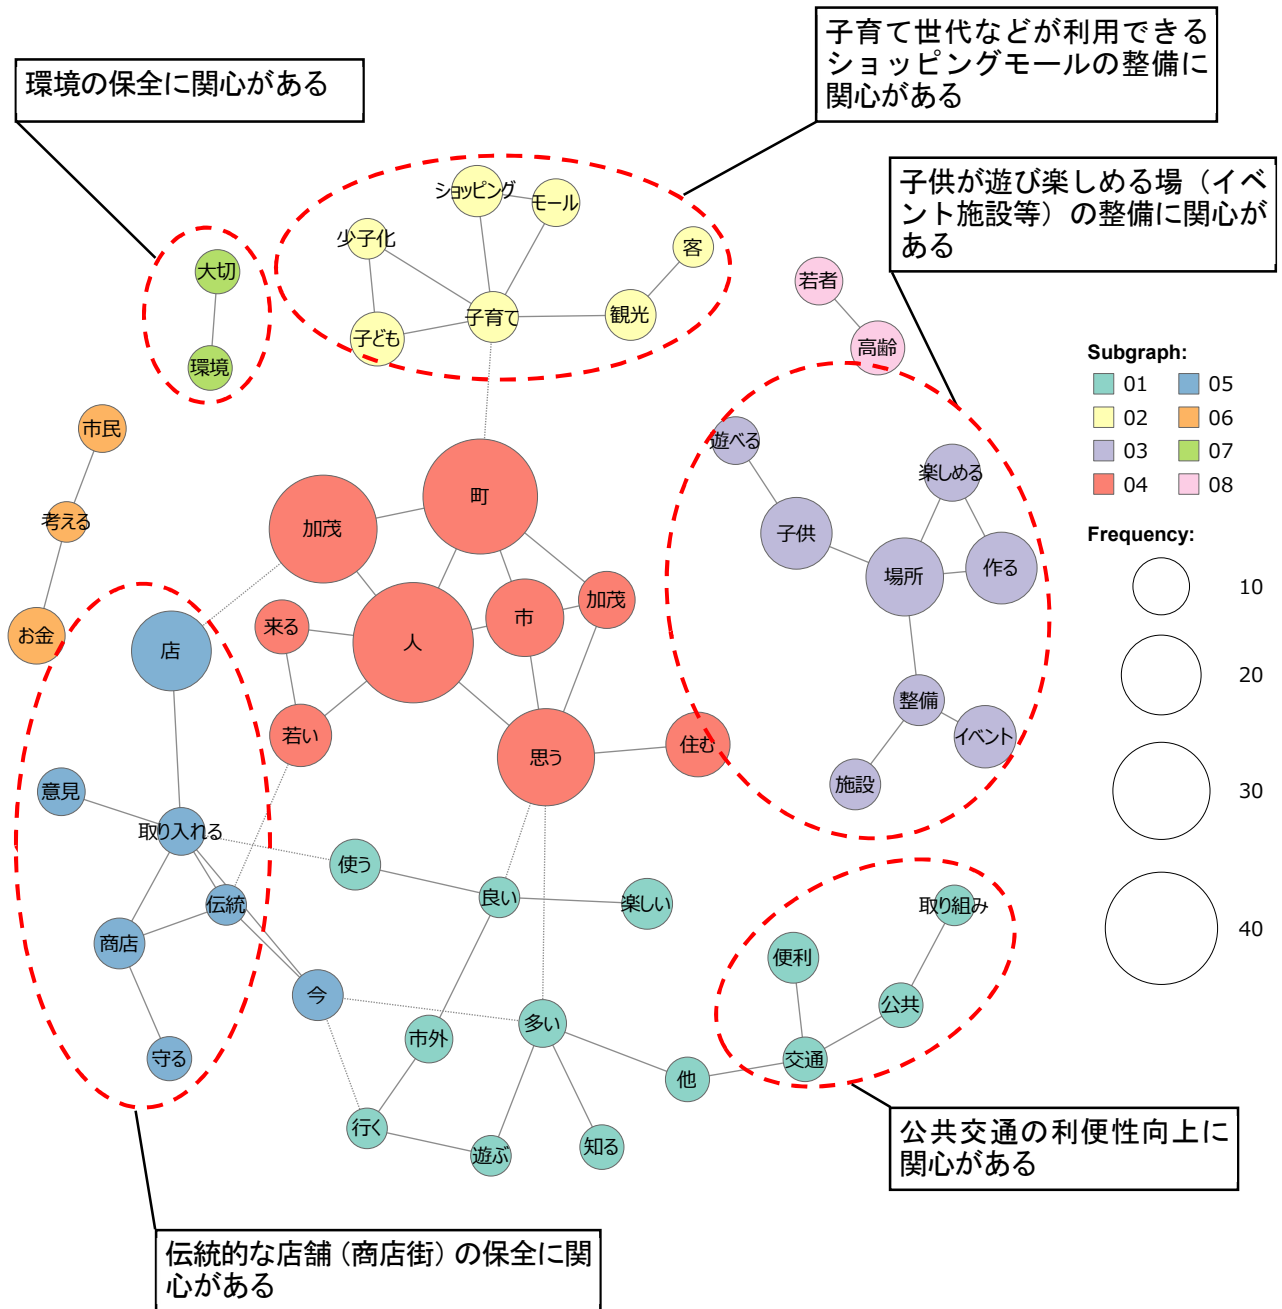 子育て世代などが利用できる
ショッピングモールの整備に
関心がある
環境の保全に関心がある
子供が遊び楽しめる場（イベ
ント施設等）の整備に関心が
ある
ショッピング
モール
少子化
客
大切
若者
子育て
観光
子ども
高齢
環境
Subgraph:
01
05
02
06
03
07
04
08
市民
遊べる
楽しめる
町
考える
加茂
子供
場所
作る
Frequency:
10
20
30
40
加茂
市
来る
人
お金
店
整備
若い
思う
住む
イベント
施設
意見
取り入れる
使う
良い
楽しい
伝統
取り組み
商店
便利
今
公共
多い
市外
守る
交通
他
行く
遊ぶ
知る
公共交通の利便性向上に
関心がある
伝統的な店舗（商店街）の保全に関
心がある